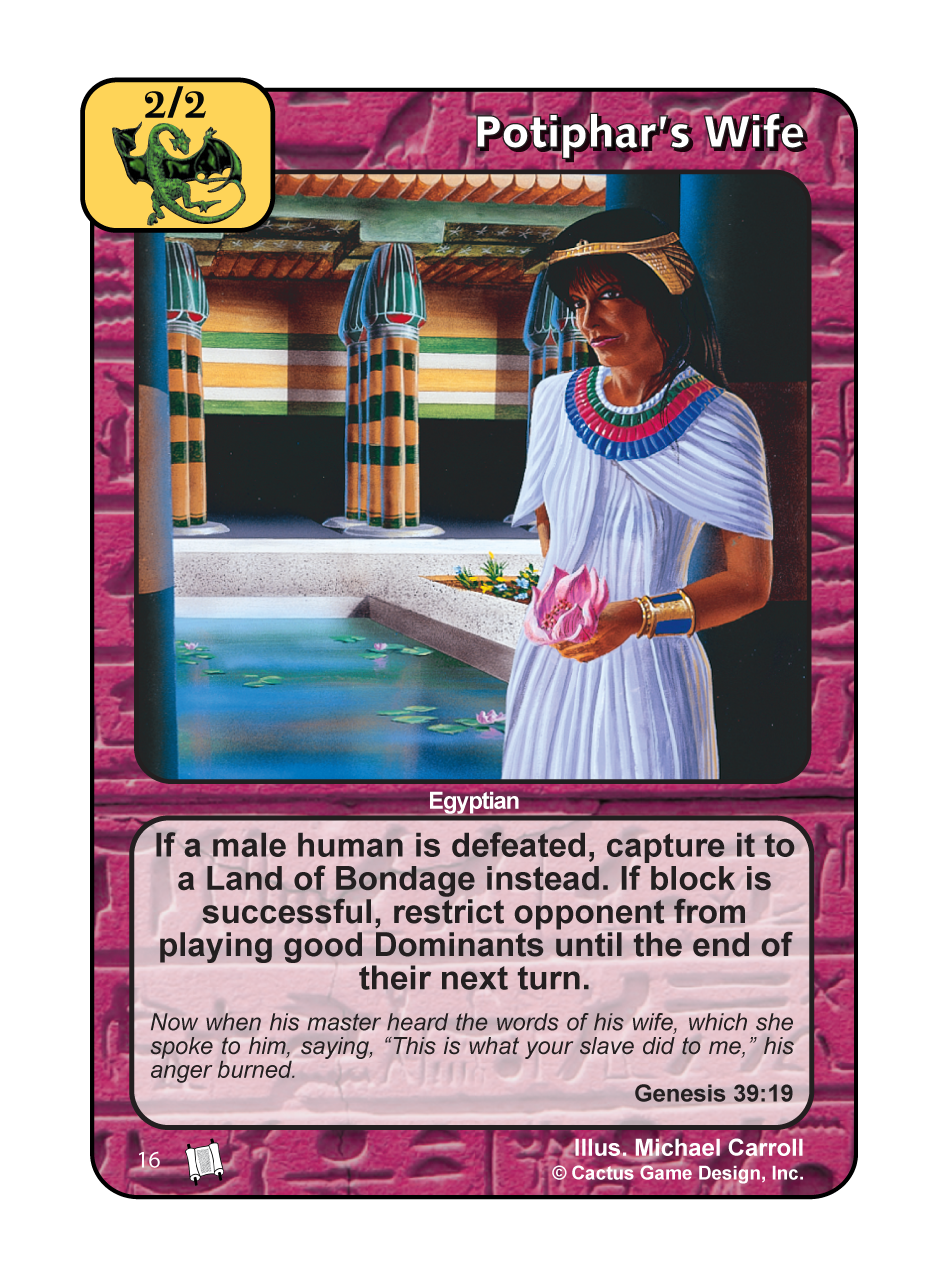 2/2
Potiphar's Wife
Egyptian
If a male human is defeated, capture it to
a Land of Bondage instead. If block is
successful, restrict opponent from
playing good Dominants until the end of
their next turn.
Now when his master heard the words of his wife, which she
spoke to him, saying, “This is what your slave did to me,” his
anger burned.
Genesis 39:19
16
Illus. Michael Carroll
© Cactus Game Design, Inc.